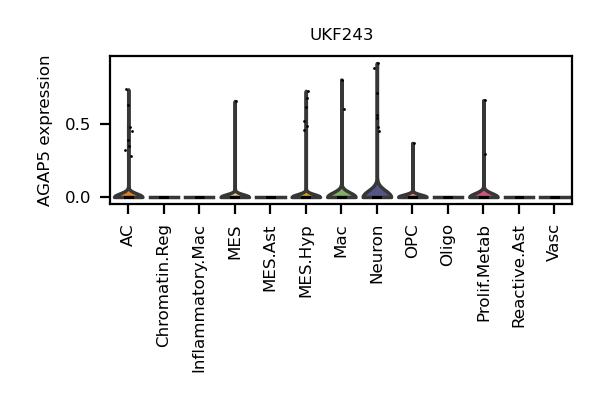 UKF243
AGAP5 expression
0.5
0.0
AC
Chromatin.Reg
Inflammatory.Mac
MES
MES.Ast
MES.Hyp
Mac
Neuron
OPC
Oligo
Prolif.Metab
Reactive.Ast
Vasc